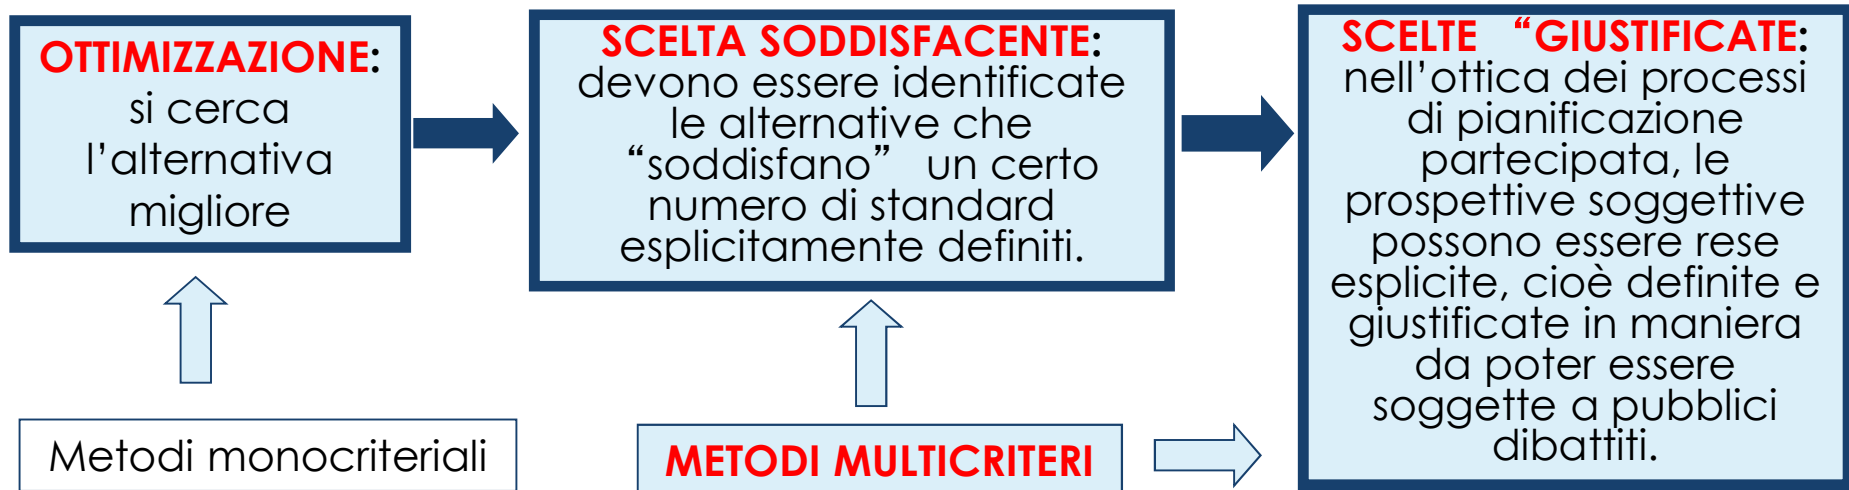 OTTIMIZZAZIONE:
si cerca
l’alternativa
migliore
SCELTA SODDISFACENTE:
devono essere identificate
le alternative che
“soddisfano” un certo
numero di standard
esplicitamente definiti.
SCELTE “GIUSTIFICATE:
nell’ottica dei processi
di pianificazione
partecipata, le
prospettive soggettive
possono essere rese
esplicite, cioè definite e
giustificate in maniera
da poter essere
soggette a pubblici
dibattiti.
Metodi monocriteriali
METODI MULTICRITERI